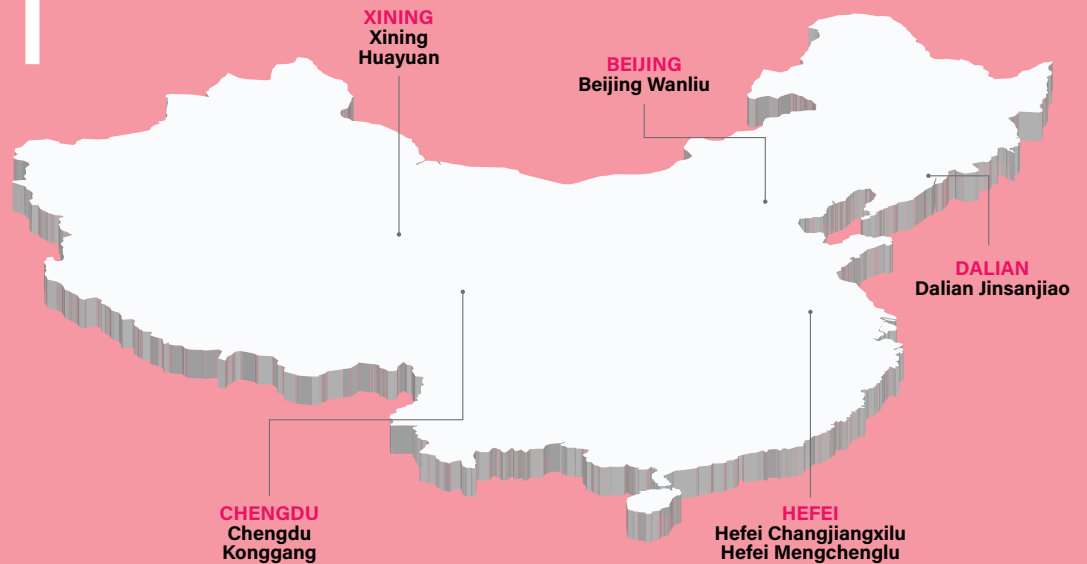 XINING
Xining
Huayuan
BEIJING
Beijing Wanliu
DALIAN
Dalian Jinsanjiao
CHENGDU
Chengdu
Konggang
HEFEI
Hefei Changjiangxilu
Hefei Mengchenglu